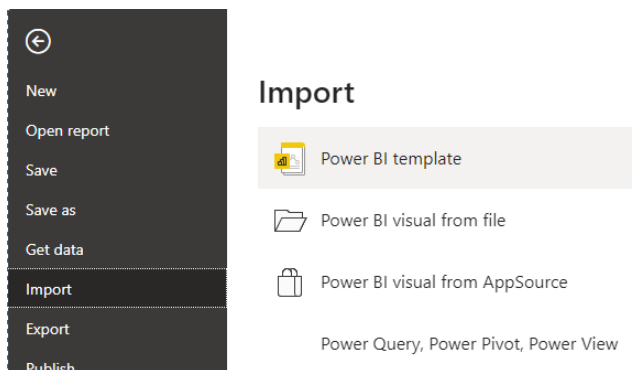 New
Open report
Save
Save as
Get data
Import
Export
Publish
Import
Power BI template
Power BI visual from file
Power BI visual from AppSource
Power Query, Power Pivot, Power View